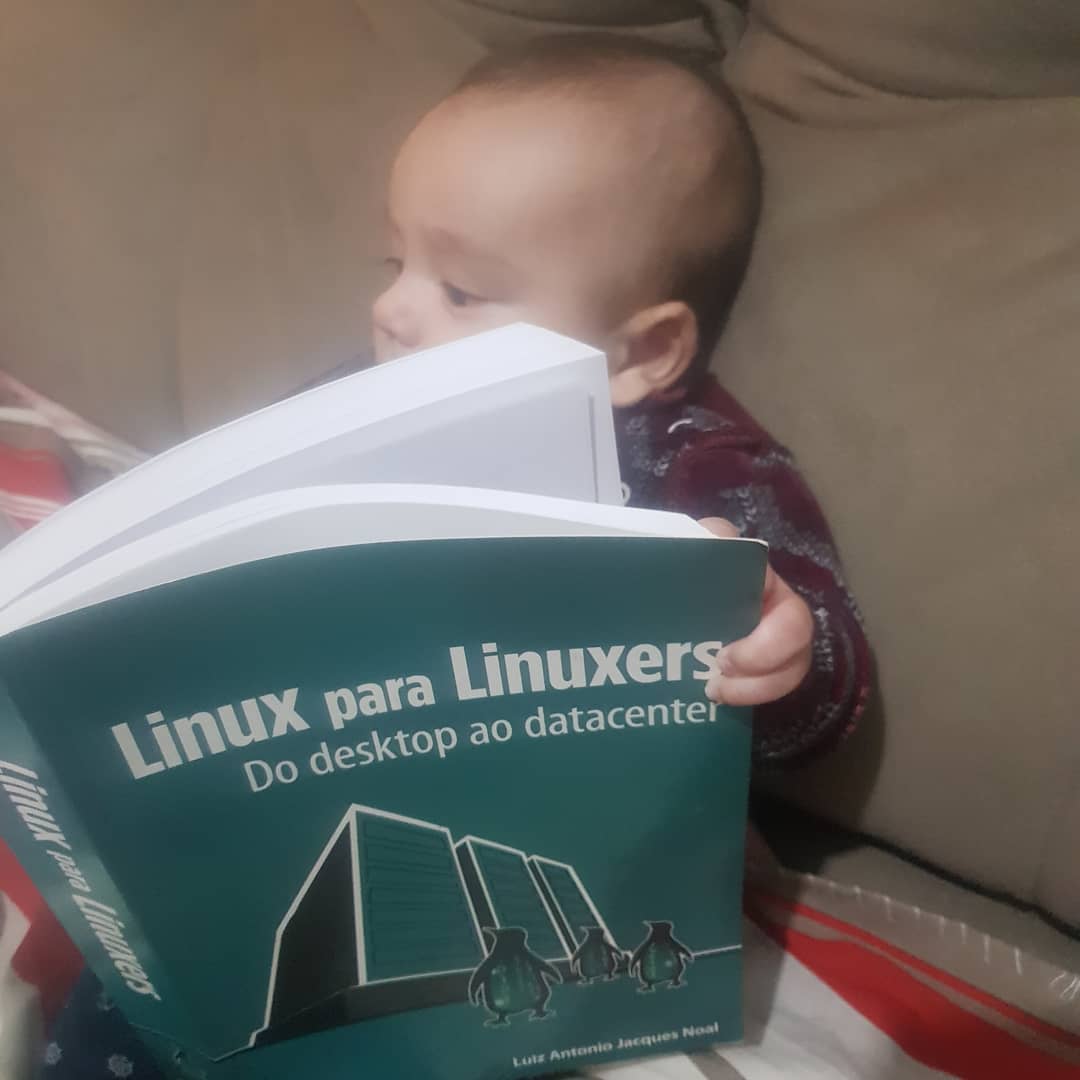 Linux para Linuxers
Do desktop ao datacenter
Luiz Antonio Jacques Noal
Linux para Linuxers